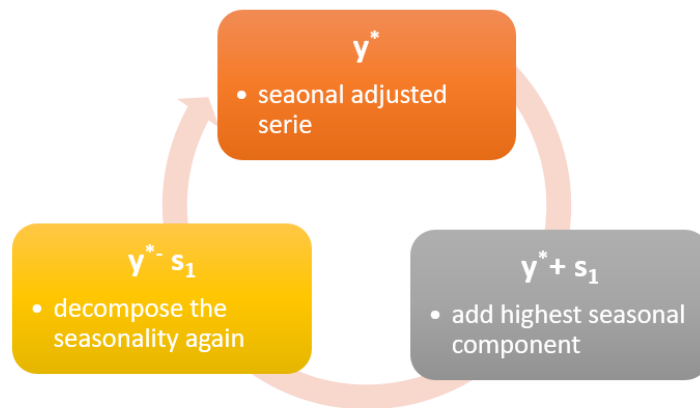 y*
• seaonal adjusted
serie
y*- s₁
• decompose the
seasonality again
y*+ s₁
• add highest seasonal
component